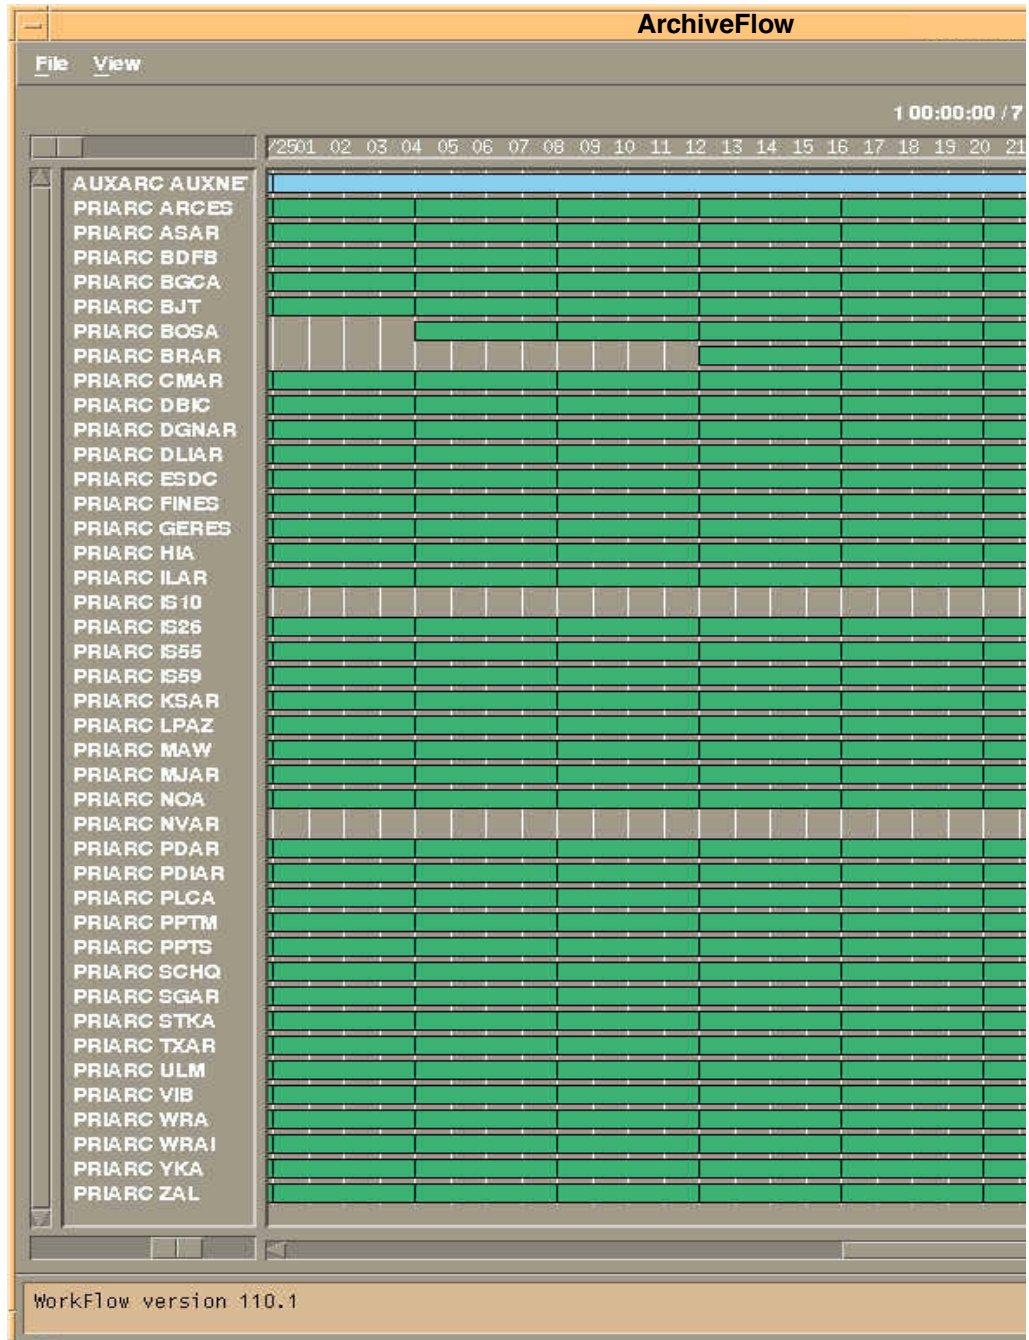 ArchiveFlow
File View
1 00:00:00 / 7
/2501 02 03 04 05 06 07 08 09 10 11 12 13 14 15 16 17 18 19 20 21
AUXARC AUXNE
PRIARC ARCES
PRIARC ASAR
PRIARC BDFB
PRIARC BGCA
PRIARC BJT
PRIARC BOSA
PRIARC BRAR
PRIARC CMAR
PRIARC DBIC
PRIARC DGNAR
PRIARC DLIAR
PRIARC ESDC
PRIARC FINES
PRIARC GERES
PRIARC HIA
PRIARC ILAR
PRIARC IS10
PRIARC IS26
PRIARC IS55
PRIARC IS59
PRIARC KSAR
PRIARC LPAZ
PRIARC MAW
PRIARC MJAR
PRIARC NOA
PRIARC NVAR
PRIARC PDAR
PRIARC PDIAR
PRIARC PLCA
PRIARC PPTM
PRIARC PPTS
PRIARC SCHQ
PRIARC SGAR
PRIARC STKA
PRIARC TXAR
PRIARC ULM
PRIARC VIB
PRIARC WRA
PRIARC WRAI
PRIARC YKA
PRIARC ZAL
WorkFlow version 110.1